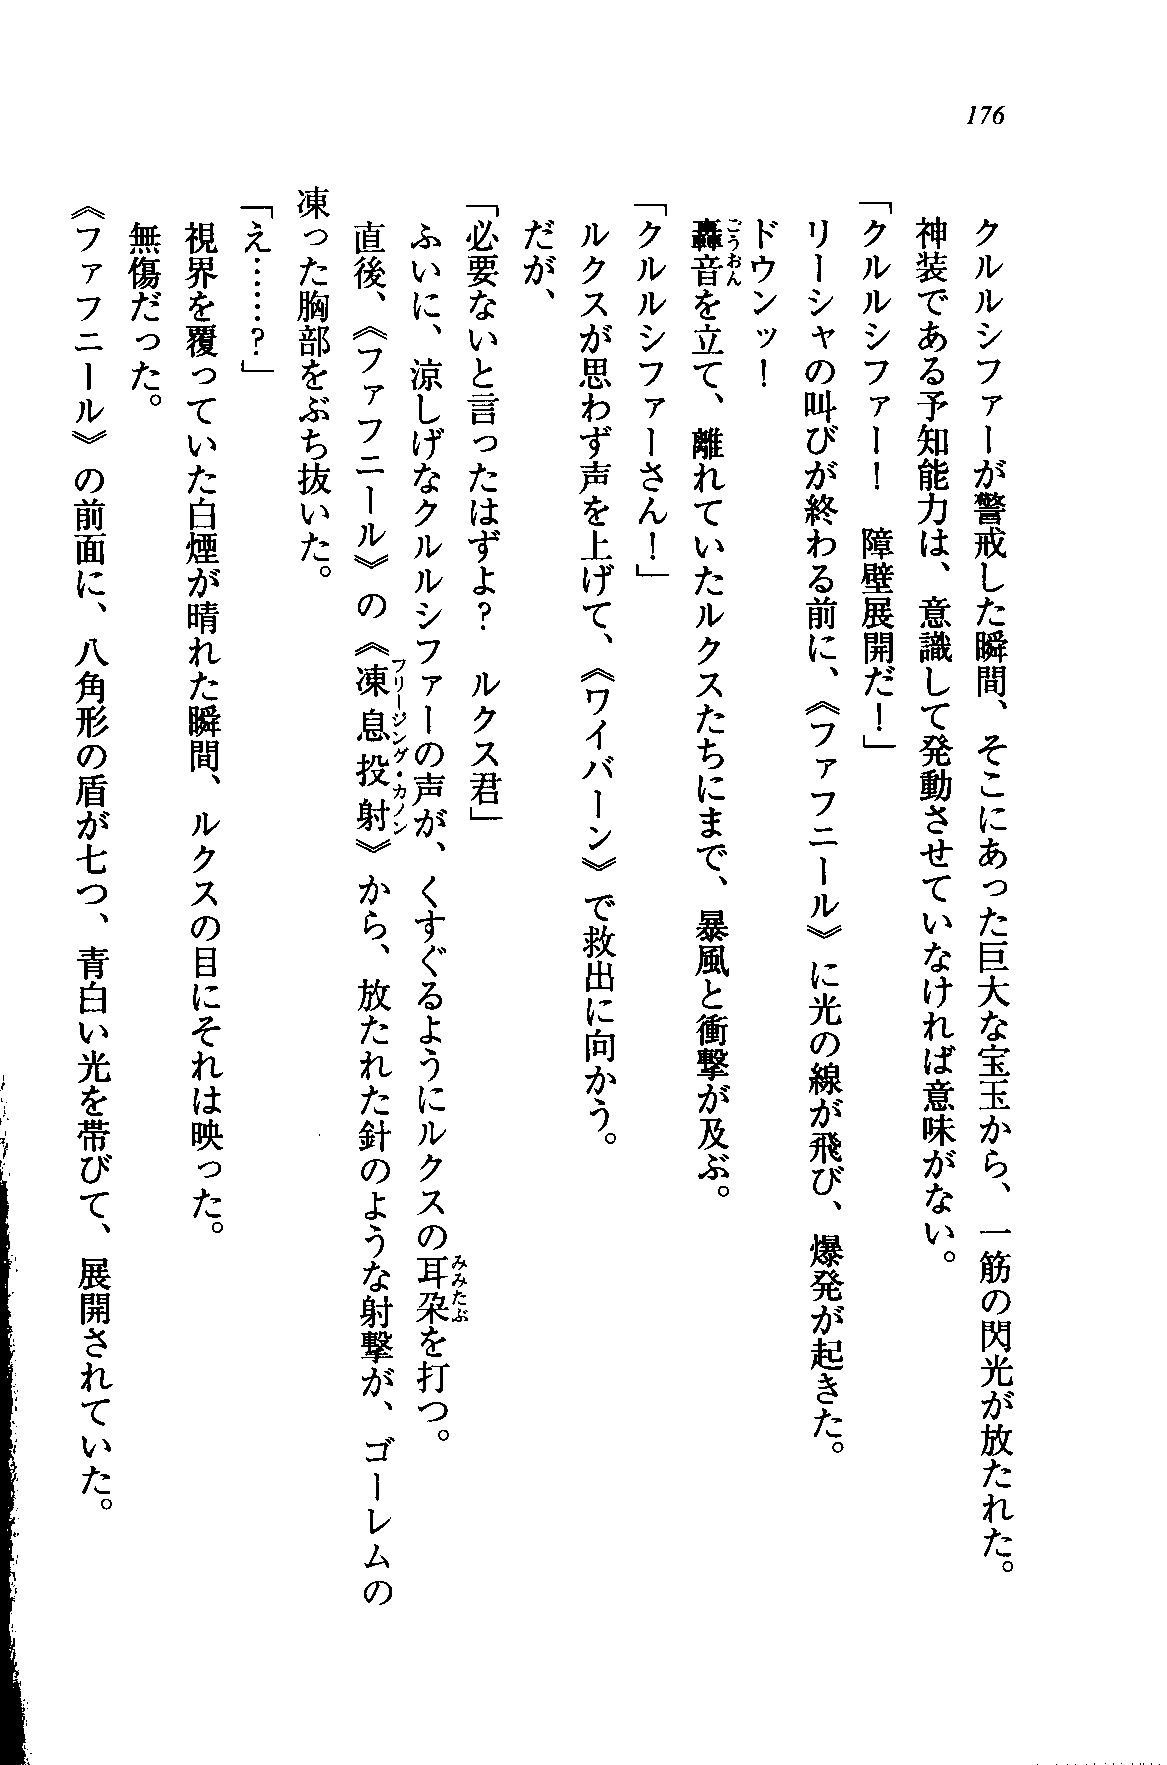 176
クルルシファーが警戒した瞬間、そこにあった巨大な宝玉から、一筋の閃光が放たれた。
神装である予知能力は、意識して発動させていなければ意味がない。
「クルルシファー！　障壁展開だ！」
リーシャの叫びが終わる前に、《ファフニール》に光の線が飛び、爆発が起きた。
ドウンッ！
轟音を立て、離れていたルクスたちにまで、暴風と衝撃が及ぶ。
「クルルシファーさん！」
ルクスが思わず声を上げて、《ワイバーン》で救出に向かう。
だが、
「必要ないと言ったはずよ？　ルクス君」
ふいに、涼しげなクルルシファーの声が、くすぐるようにルクスの耳朶を打つ。
直後、《ファフニール》の《凍息投射》から、放たれた針のような射撃が、ゴーレムの
凍った胸部をぶち抜いた。
「え……？」
視界を覆っていた白煙が晴れた瞬間、ルクスの目にそれは映った。
無傷だった。
《ファフニール》の前面に、八角形の盾が七つ、青白い光を帯びて、展開されていた。
ごうおん
みみたぶ
フリージング・カノン